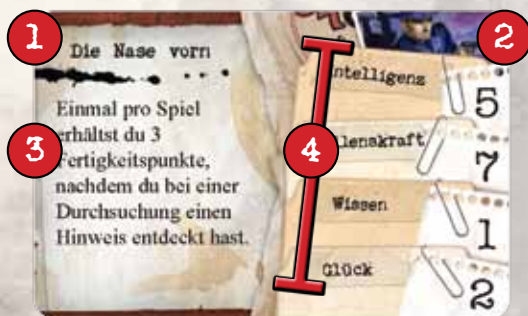 1
2
Die Nase vorn
3
Einmal pro Spiel
erhältst du 3
Fertigkeitspunkte,
nachdem du bei einer
Durchsuchung einen
Hinweis entdeckt hast.
4
ntelligenz
5
lenskraft
7
Wissen
1
Glück
2